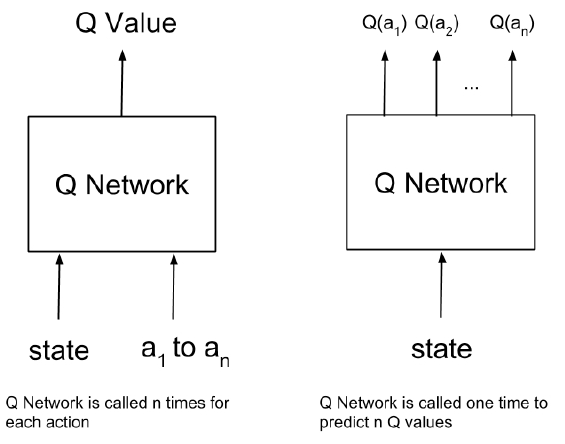 Q Value
Q Network
state
a1 to an
Q Network is called n times for
each action
Q(a1) Q(a2) ... Q(an)
Q Network
state
Q Network is called one time to
predict n Q values